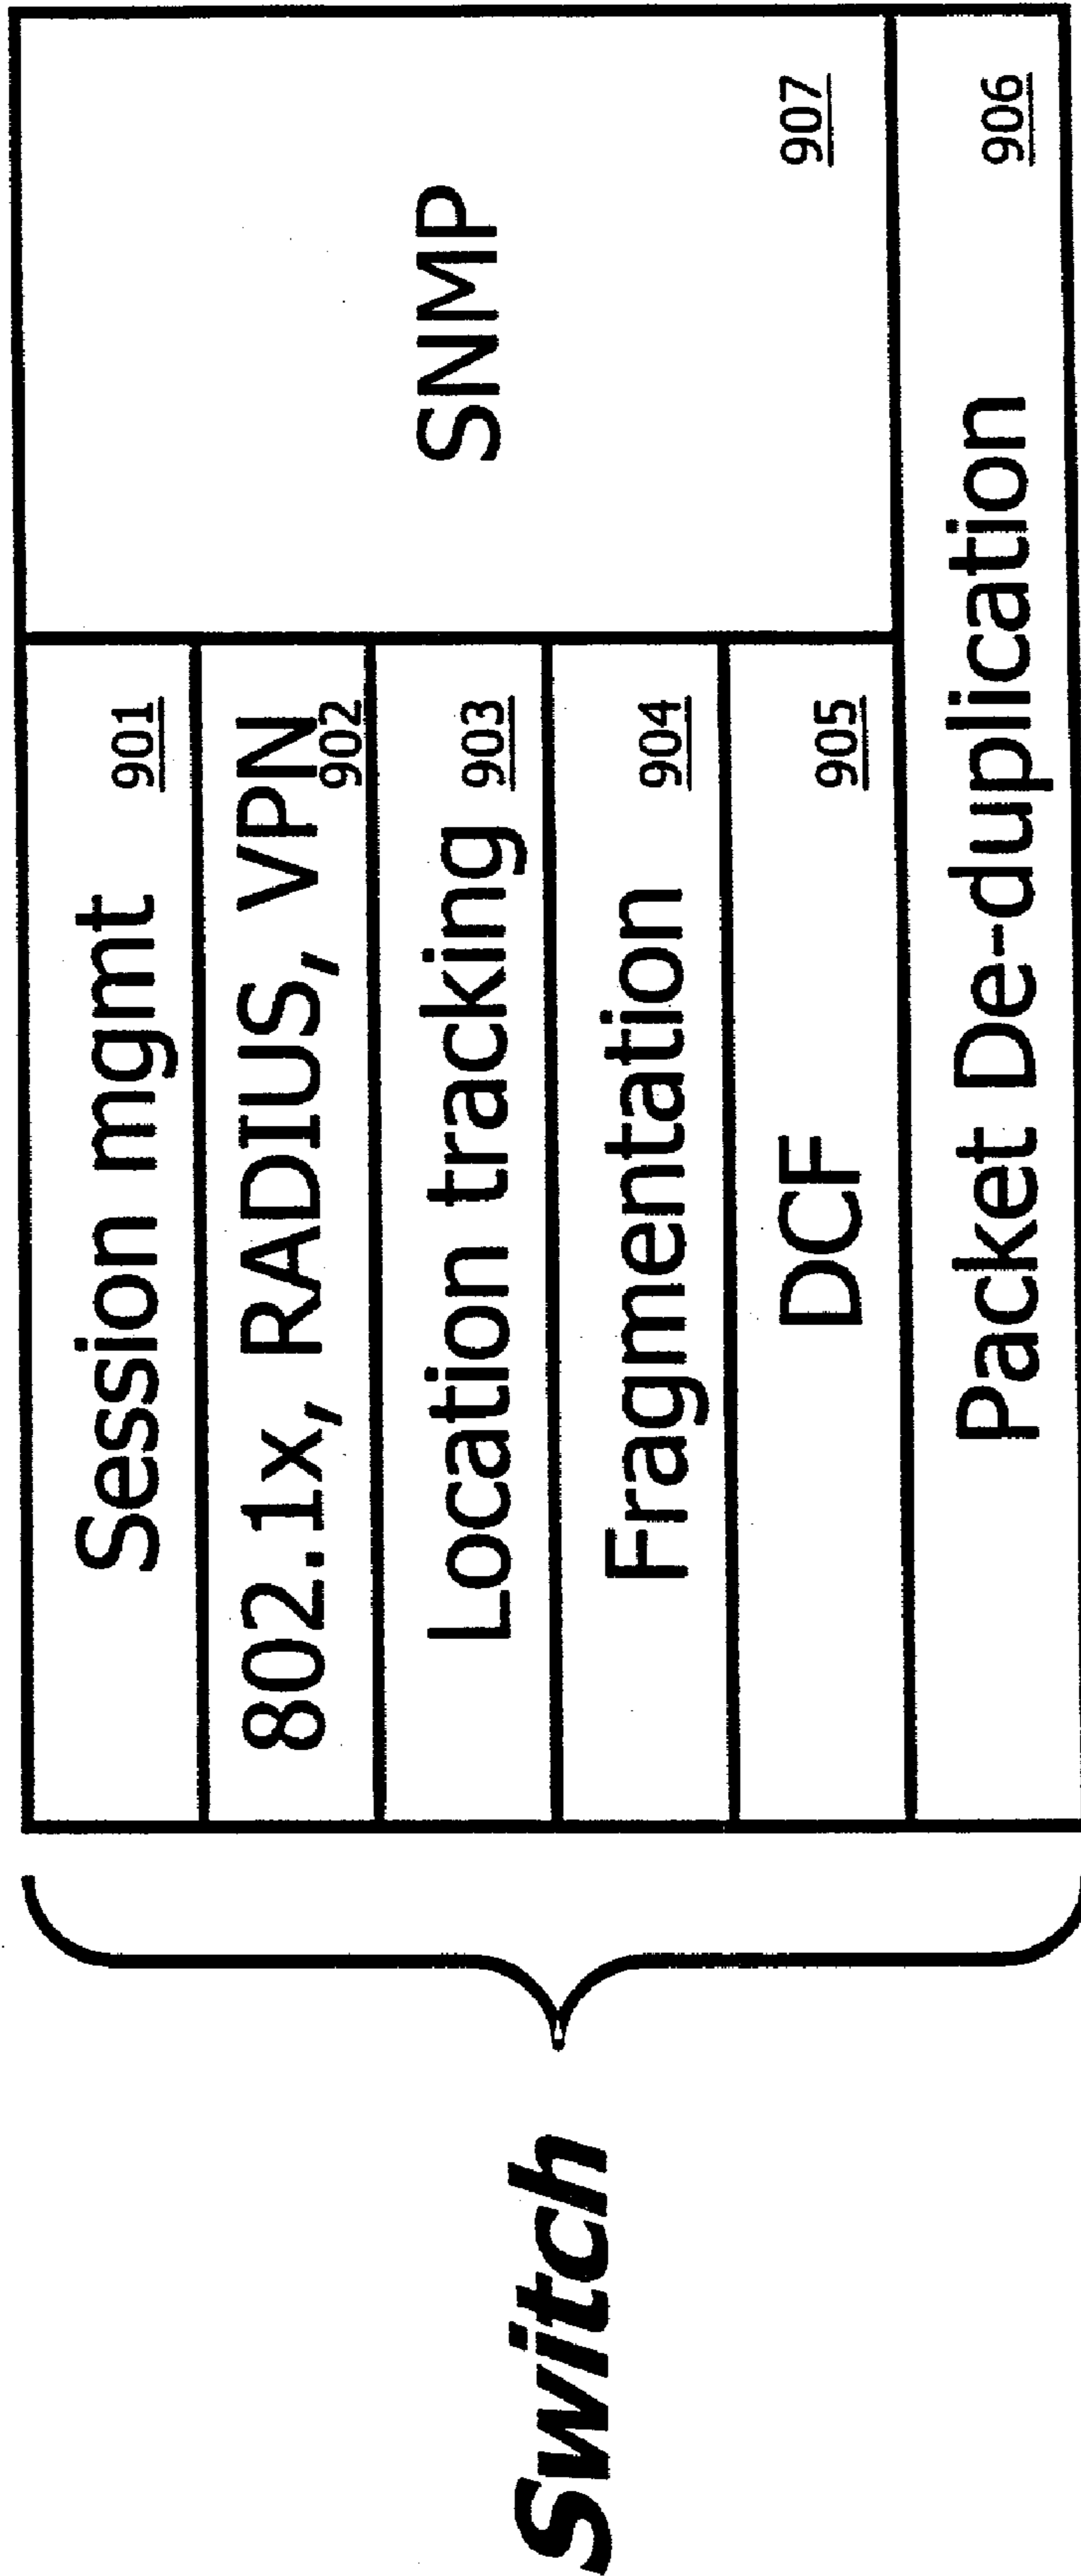 Switch
Session mgmt
901
802.1x, RADIUS, VPN
902
Location tracking
903
Fragmentation
904
DCF
905
SNMP
907
Packet De-duplication
906